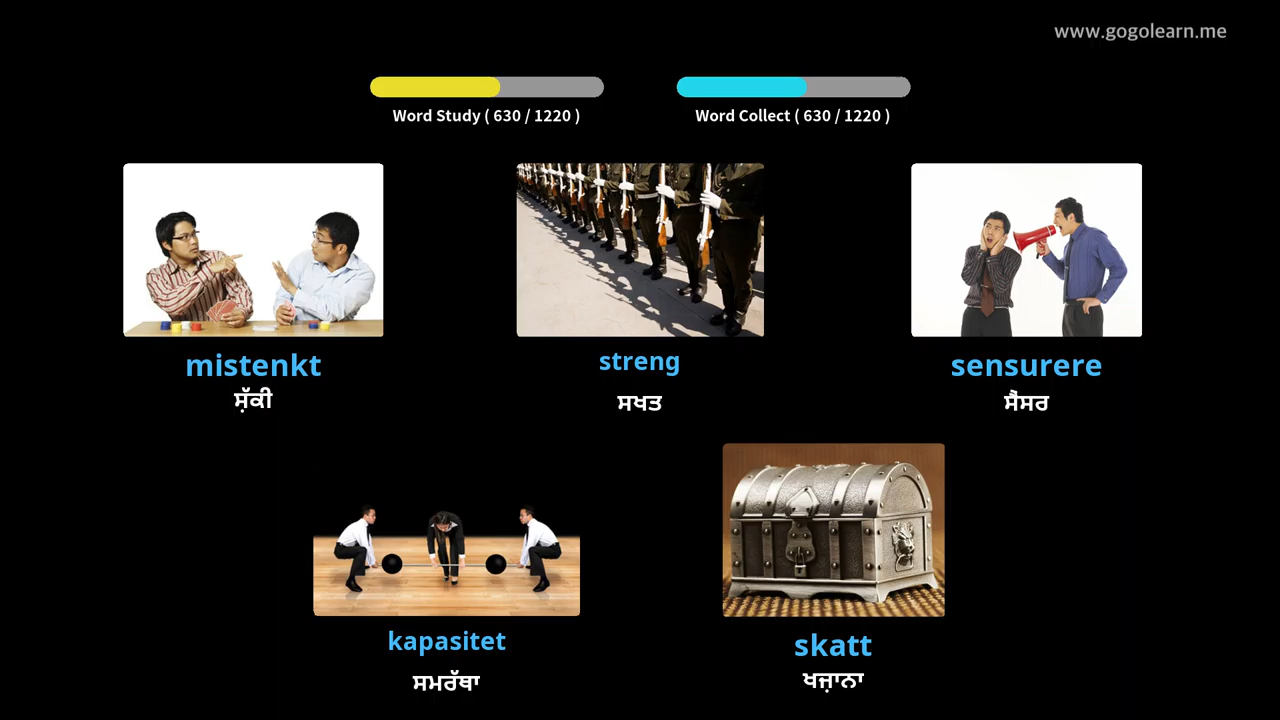 www.gogolearn.me
Word Study ( 630 / 1220 )
Word Collect ( 630 / 1220 )
mistenkt
ਸ਼ੱਕੀ
streng
ਸਖਤ
sensurere
ਸੈਂਸਰ
kapasitet
ਸਮਰੱਥਾ
skatt
ਖਜ਼ਾਨਾ